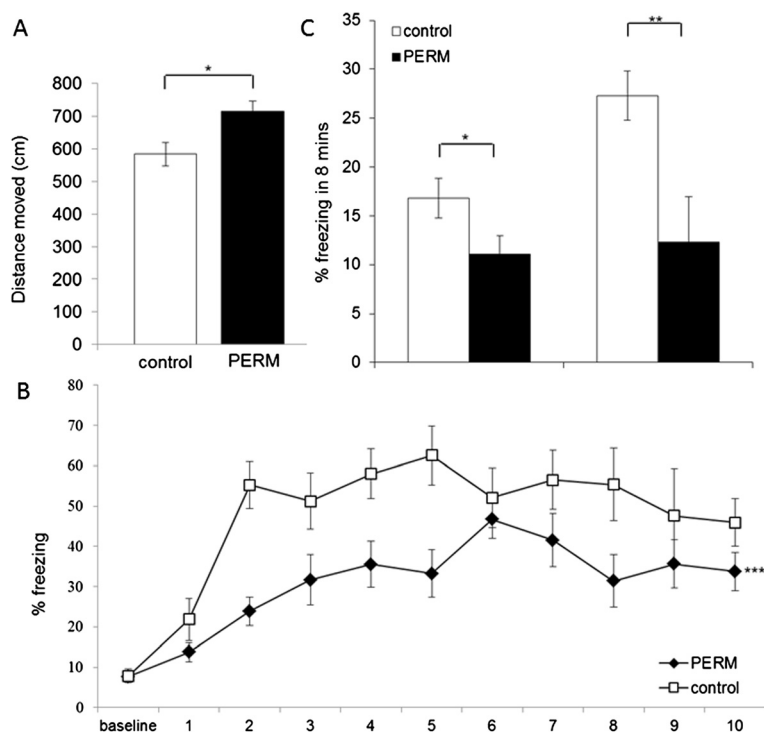 A
*
800
700
600
500
400
300
200
100
0
Distance moved (cm)
control PERM
C
control
PERM
*
**
35
30
25
20
15
10
5
0
% freezing in 8 mins
B
80
70
60
50
40
30
20
10
0
% freezing
***
PERM
control
baseline 1 2 3 4 5 6 7 8 9 10